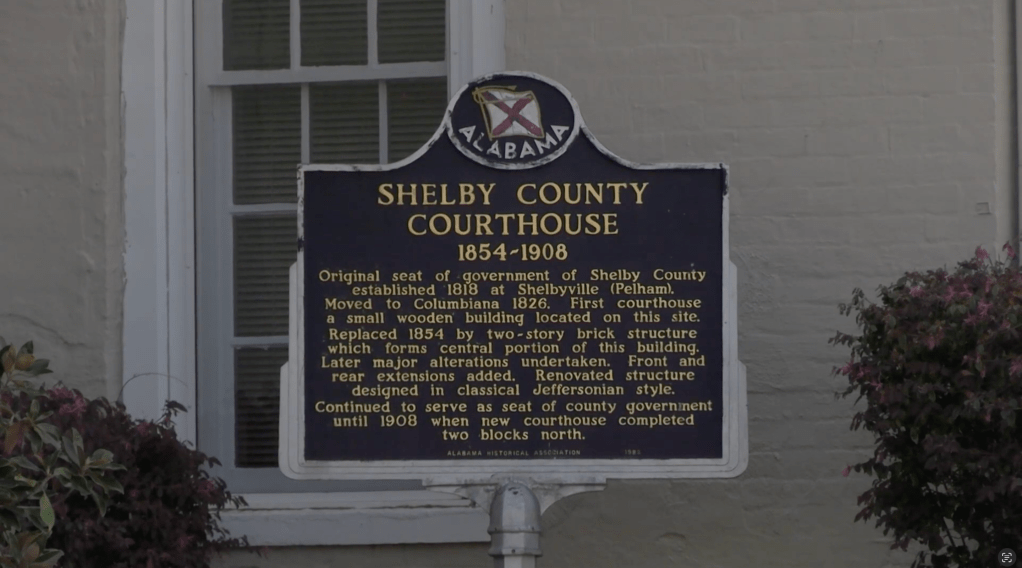 ALABAMA
SHELBY COUNTY
COURTHOUSE
1854-1908
Original seat of government of Shelby County
established 1818 at Shelbyville (Pelham).
Moved to Columbiana 1826. First courthouse
a small wooden building located on this site.
Replaced 1854 by two-story brick structure
which forms central portion of this building.
Later major alterations undertaken. Front and
rear extensions added. Renovated structure
designed in classical Jeffersonian style.
Continued to serve as seat of county government
until 1908 when new courthouse completed
two blocks north.
ALABAMA HISTORICAL ASSOCIATION